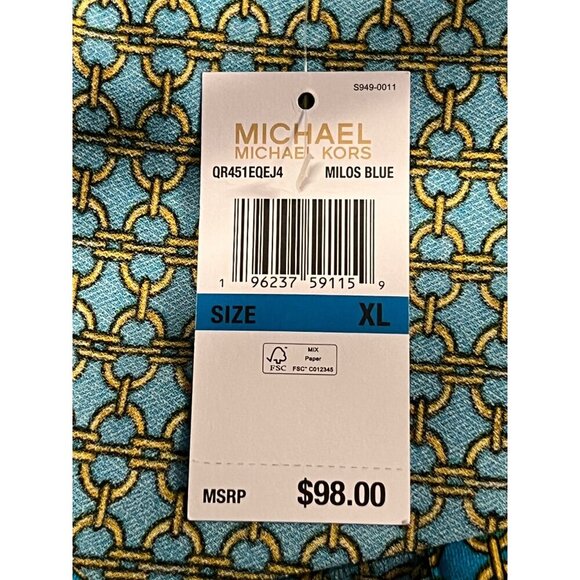 S949-0011
MICHAEL
MICHAEL KORS
QR451EQEJ4 MILOS BLUE
1 96237 59115 9
SIZE XL
FSC
MIX
Paper
FSC™ C012345
MSRP $98.00